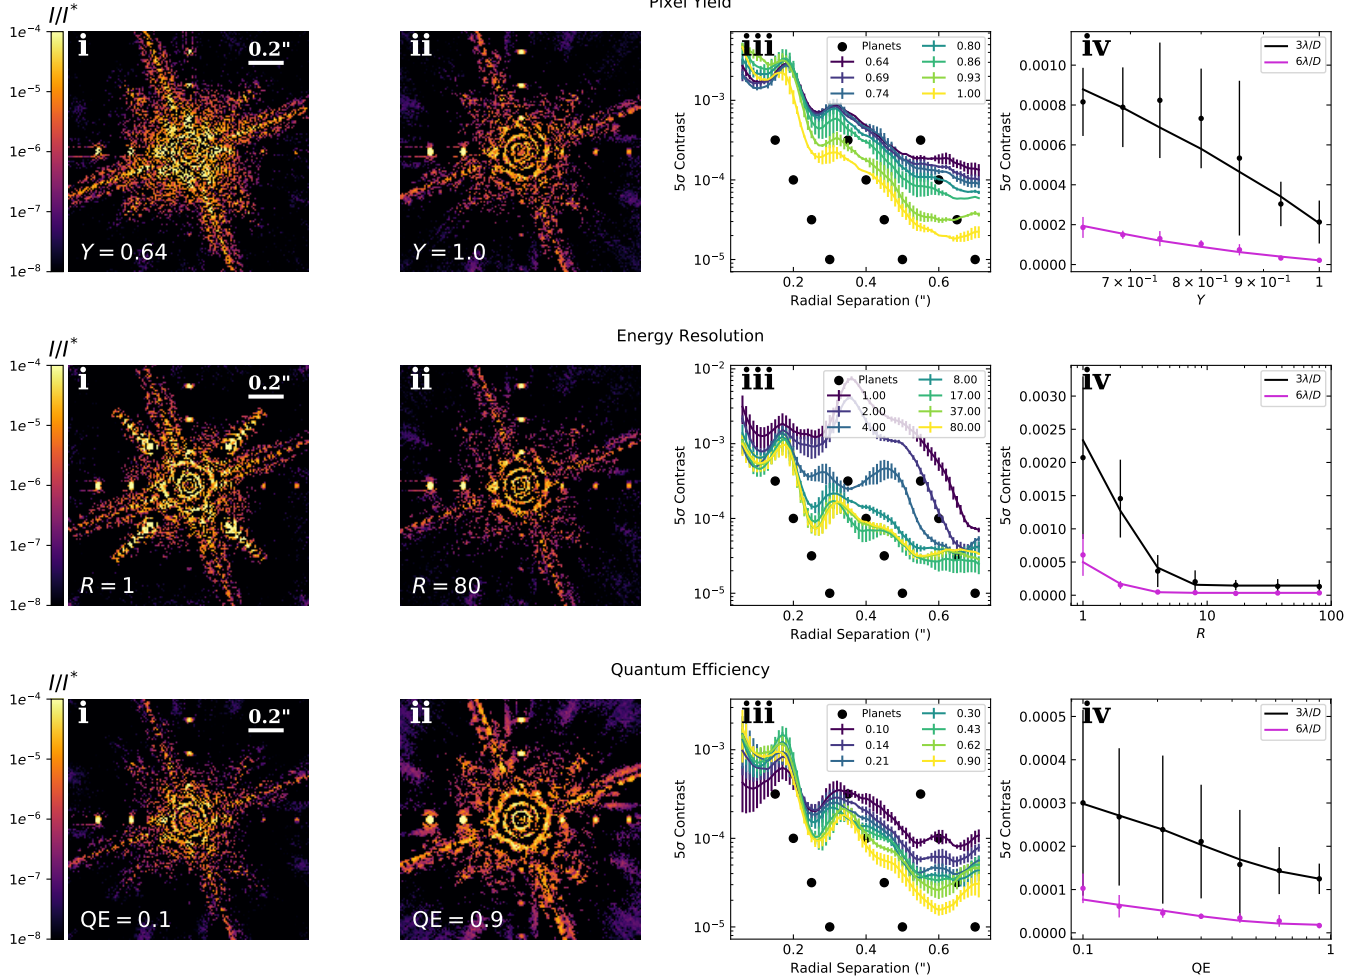 Pixel Yield
I/I*
1e⁻⁴
1e⁻⁵
1e⁻⁶
1e⁻⁷
1e⁻⁸
i
0.2"
Y = 0.64
ii
Y = 1.0
iii
Planets
0.64
0.69
0.74
0.80
0.86
0.93
1.00
5σ Contrast
10⁻³
10⁻⁴
10⁻⁵
0.2 0.4 0.6
Radial Separation (")
iv
3λ/D
6λ/D
5σ Contrast
0.0010
0.0008
0.0006
0.0004
0.0002
0.0000
7 × 10⁻¹ 8 × 10⁻¹ 9 × 10⁻¹ 1
Y
Energy Resolution
I/I*
1e⁻⁴
1e⁻⁵
1e⁻⁶
1e⁻⁷
1e⁻⁸
i
0.2"
R = 1
ii
R = 80
iii
Planets
1.00
2.00
4.00
8.00
17.00
37.00
80.00
5σ Contrast
10⁻²
10⁻³
10⁻⁴
10⁻⁵
0.2 0.4 0.6
Radial Separation (")
iv
3λ/D
6λ/D
5σ Contrast
0.0030
0.0025
0.0020
0.0015
0.0010
0.0005
0.0000
1 10 100
R
Quantum Efficiency
I/I*
1e⁻⁴
1e⁻⁵
1e⁻⁶
1e⁻⁷
1e⁻⁸
i
0.2"
QE = 0.1
ii
QE = 0.9
iii
Planets
0.10
0.14
0.21
0.30
0.43
0.62
0.90
5σ Contrast
10⁻³
10⁻⁴
10⁻⁵
0.2 0.4 0.6
Radial Separation (")
iv
3λ/D
6λ/D
5σ Contrast
0.0005
0.0004
0.0003
0.0002
0.0001
0.0000
0.1 1
QE